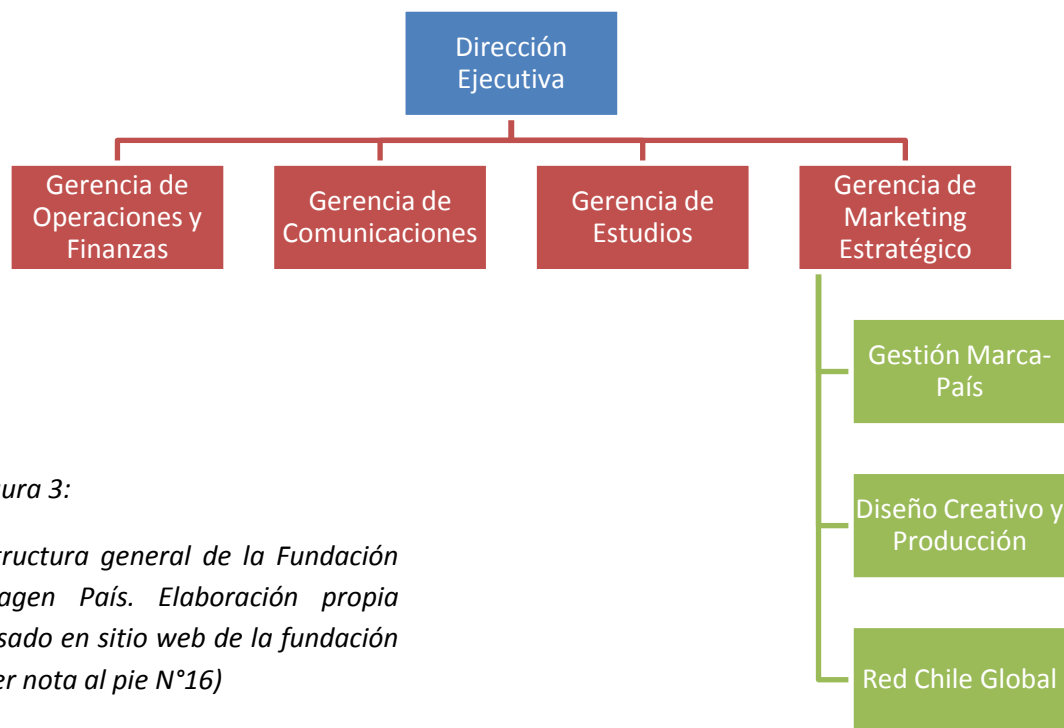 Dirección
Ejecutiva
Gerencia de
Operaciones y
Finanzas
Gerencia de
Comunicaciones
Gerencia de
Estudios
Gerencia de
Marketing
Estratégico
Gestión Marca-
País
Diseño Creativo y
Producción
Red Chile Global
ura 3:
tructura general de la Fundación
agen País. Elaboración propia
sado en sitio web de la fundación
er nota al pie N°16)